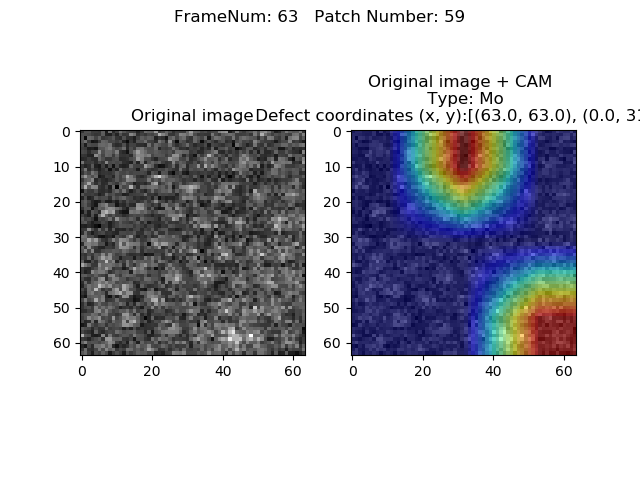 FrameNum: 63   Patch Number: 59
Original image + CAM
Type: Mo
Original image
Defect coordinates (x, y):[(63.0, 63.0), (0.0, 31
0
10
20
30
40
50
60
0 20 40 60
0
10
20
30
40
50
60
0 20 40 60